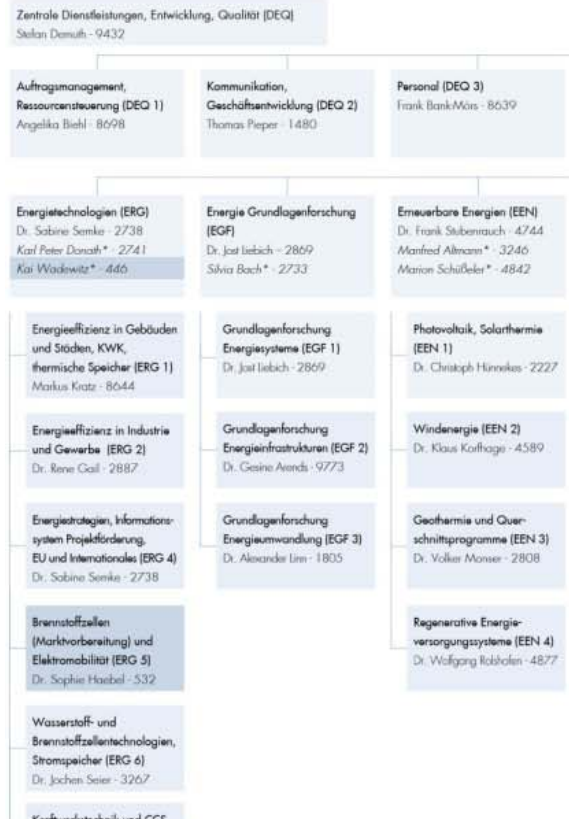 Zentrale Dienstleistungen, Entwicklung, Qualität (DEQ)
Stefan Demuth - 9432
Auftragsmanagement,
Ressourcensteuerung (DEQ 1)
Angelika Biehl - 8698
Kommunikation,
Geschäftsentwicklung (DEQ 2)
Thomas Pieper - 1480
Personal (DEQ 3)
Frank Bank-Mörs - 8639
Energietechnologien (ERG)
Dr. Sabine Semke - 2738
Karl Peter Donath* - 2741
Kai Wadewitz* - 446
Energie Grundlagenforschung
(EGF)
Dr. Jost Liebich - 2869
Silvia Bach* - 2733
Erneuerbare Energien (EEN)
Dr. Frank Stubenrauch - 4744
Manfred Altmann* - 3246
Marion Schüßeler* - 4842
Energieeffizienz in Gebäuden
und Städten, KWK,
thermische Speicher (ERG 1)
Markus Kratz - 8644
Energieeffizienz in Industrie
und Gewerbe (ERG 2)
Dr. Rene Gail - 2887
Energiestrategien, Informations-
system Projektförderung,
EU und Internationales (ERG 4)
Dr. Sabine Semke - 2738
Brennstoffzellen
(Marktvorbereitung) und
Elektromobilität (ERG 5)
Dr. Sophie Haebel - 532
Wasserstoff- und
Brennstoffzellentechnologien,
Stromspeicher (ERG 6)
Dr. Jochen Seier - 3267
Grundlagenforschung
Energiesysteme (EGF 1)
Dr. Jost Liebich - 2869
Grundlagenforschung
Energieinfrastrukturen (EGF 2)
Dr. Gesine Arends - 9773
Grundlagenforschung
Energieumwandlung (EGF 3)
Dr. Alexander Linn - 1805
Photovoltaik, Solarthermie
(EEN 1)
Dr. Christoph Hünnekes - 2227
Windenergie (EEN 2)
Dr. Klaus Korfhage - 4589
Geothermie und Quer-
schnittsprogramme (EEN 3)
Dr. Volker Monser - 2808
Regenerative Energie-
versorgungssysteme (EEN 4)
Dr. Wolfgang Rolshofen - 4877